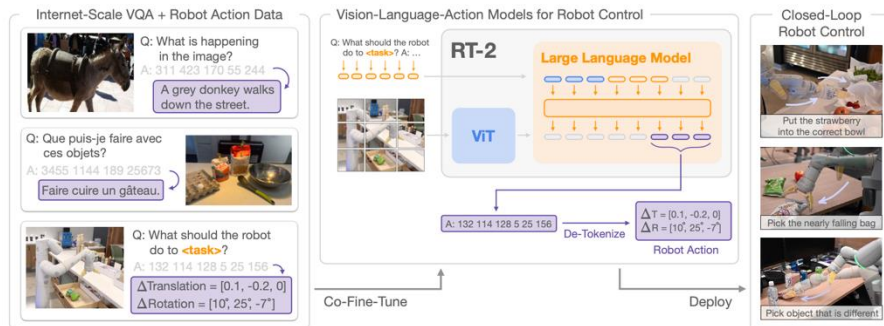 Internet-Scale VQA + Robot Action Data
Q: What is happening
in the image?
A: 311 423 170 55 244
A grey donkey walks
down the street.
Q: Que puis-je faire avec
ces objets?
A: 3455 1144 189 25673
Faire cuire un gâteau.
Q: What should the robot
do to <task>?
A: 132 114 128 5 25 156
ΔTranslation = [0.1, -0.2, 0]
ΔRotation = [10°, 25°, -7°]
Co-Fine-Tune
Vision-Language-Action Models for Robot Control
Q: What should the robot
do to <task>? A: ...
RT-2
Large Language Model
ViT
A: 132 114 128 5 25 156
De-Tokenize
ΔT = [0.1, -0.2, 0]
ΔR = [10°, 25°, -7°]
Robot Action
Deploy
Closed-Loop
Robot Control
Put the strawberry
into the correct bowl
Pick the nearly falling bag
Pick object that is different